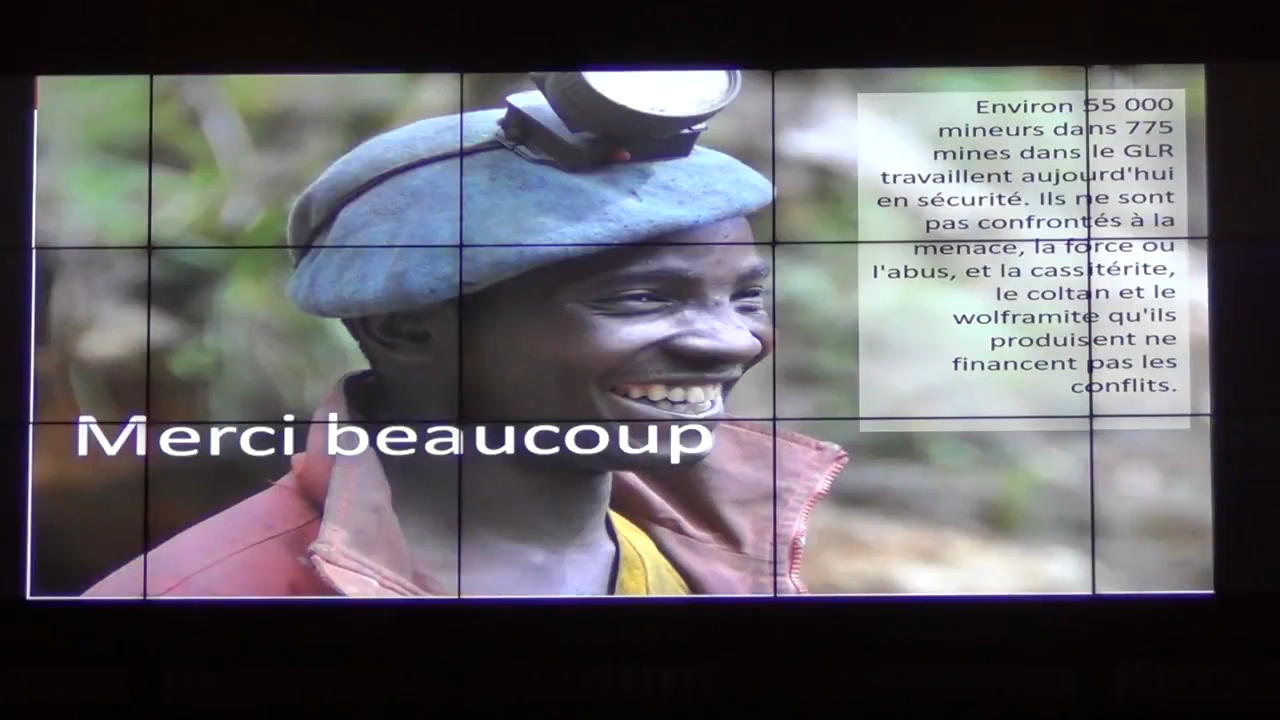 Environ 55 000
mineurs dans 775
mines dans le GLR
travaillent aujourd'hui
en sécurité. Ils ne sont
pas confrontés à la
menace, la force ou
l'abus, et la cassitérite,
le coltan et le
wolframite qu'ils
produisent ne
financent pas les
conflits.
Merci beaucoup